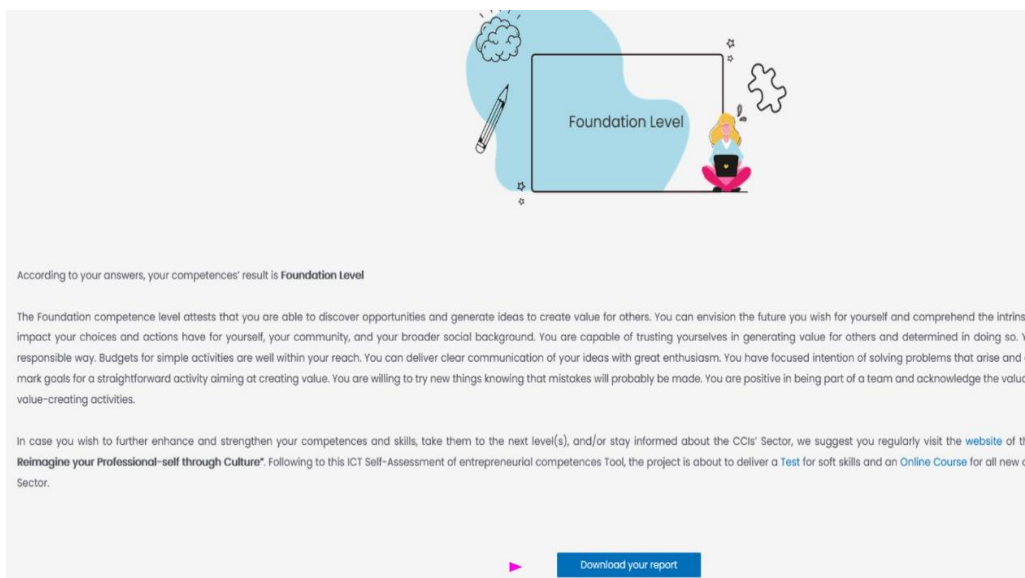 Foundation Level
According to your answers, your competences' result is Foundation Level
The Foundation competence level attests that you are able to discover opportunities and generate ideas to create value for others. You can envision the future you wish for yourself and comprehend the
impact your choices and actions have for yourself, your community, and your broader social background. You are capable of trusting yourselves in generating value for others and determined in doing so.
responsible way. Budgets for simple activities are well within your reach. You can deliver clear communication of your ideas with great enthusiasm. You have focused intention of solving problems that arise and
mark goals for a straightforward activity aiming at creating value. You are willing to try new things knowing that mistakes will probably be made. You are positive in being part of a team and acknowledge the
value-creating activities.
In case you wish to further enhance and strengthen your competences and skills, take them to the next level(s), and/or stay informed about the CCIs' Sector, we suggest you regularly visit the website of
Reimagine your Professional-self through Culture". Following to this ICT Self-Assessment of entrepreneurial competences Tool, the project is about to deliver a Test for soft skills and an Online Course for all new
Sector.
Download your report